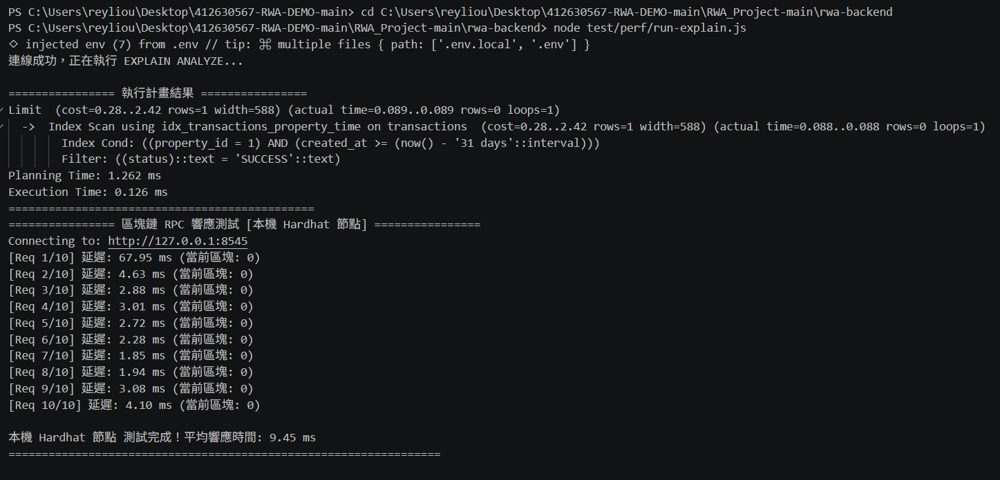 PS C:\Users\reyliou\Desktop\412630567-RWA-DEMO-main> cd C:\Users\reyliou\Desktop\412630567-RWA-DEMO-main\RWA_Project-main\rwa-backend
PS C:\Users\reyliou\Desktop\412630567-RWA-DEMO-main\RWA_Project-main\rwa-backend> node test/perf/run-explain.js
◇ injected env (7) from .env // tip: ⌘ multiple files { path: ['.env.local', '.env'] }
連線成功，正在執行 EXPLAIN ANALYZE...
================ 執行計畫結果 ================
Limit  (cost=0.28..2.42 rows=1 width=588) (actual time=0.089..0.089 rows=0 loops=1)
  ->  Index Scan using idx_transactions_property_time on transactions  (cost=0.28..2.42 rows=1 width=588) (actual time=0.088..0.088 rows=0 loops=1)
        Index Cond: ((property_id = 1) AND (created_at >= (now() - '31 days'::interval)))
        Filter: ((status)::text = 'SUCCESS'::text)
Planning Time: 1.262 ms
Execution Time: 0.126 ms
==============================================
================ 區塊鏈 RPC 響應測試 [本機 Hardhat 節點] ================
Connecting to: http://127.0.0.1:8545
[Req 1/10] 延遲: 67.95 ms (當前區塊: 0)
[Req 2/10] 延遲: 4.63 ms (當前區塊: 0)
[Req 3/10] 延遲: 2.88 ms (當前區塊: 0)
[Req 4/10] 延遲: 3.01 ms (當前區塊: 0)
[Req 5/10] 延遲: 2.72 ms (當前區塊: 0)
[Req 6/10] 延遲: 2.28 ms (當前區塊: 0)
[Req 7/10] 延遲: 1.85 ms (當前區塊: 0)
[Req 8/10] 延遲: 1.94 ms (當前區塊: 0)
[Req 9/10] 延遲: 3.08 ms (當前區塊: 0)
[Req 10/10] 延遲: 4.10 ms (當前區塊: 0)
本機 Hardhat 節點 測試完成！平均響應時間: 9.45 ms
=================================================================